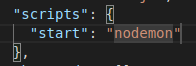 "scripts": {
"start": "nodemon"
},